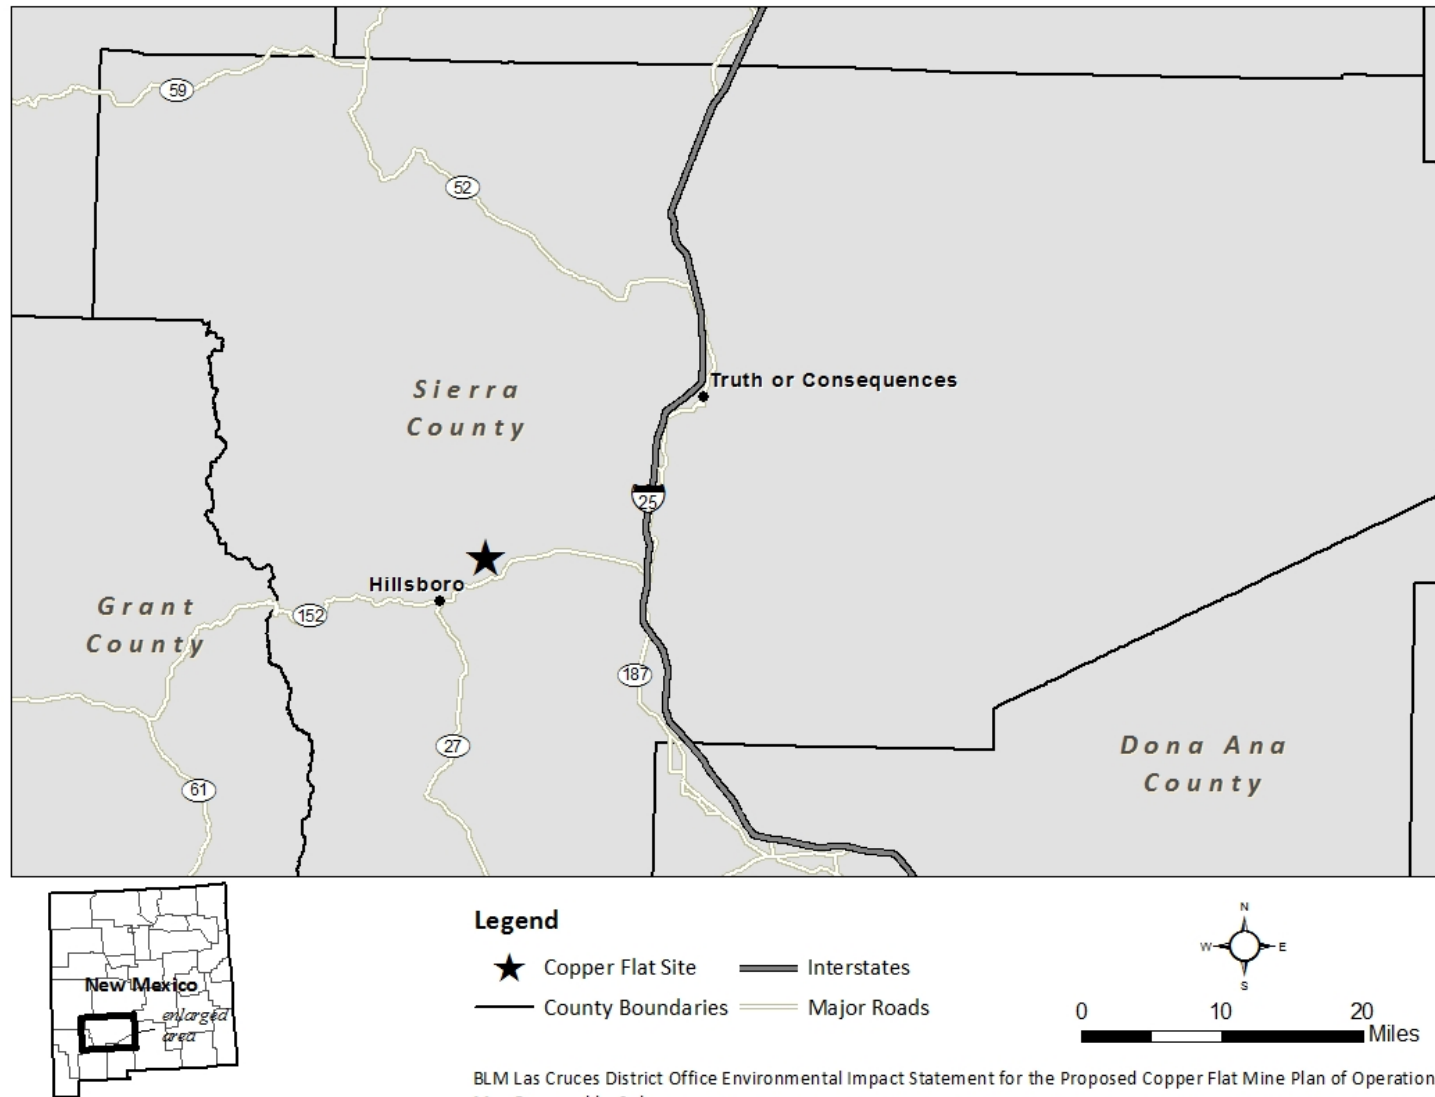 59
52
Truth or Consequences
Sierra
County
25
Hillsboro
Grant
County
152
187
27
Dona Ana
County
61
Legend
Copper Flat Site
Interstates
County Boundaries
Major Roads
N
W
E
S
0
10
20
Miles
New Mexico
enlarged
area
BLM Las Cruces District Office Environmental Impact Statement for the Proposed Copper Flat Mine Plan of Operation